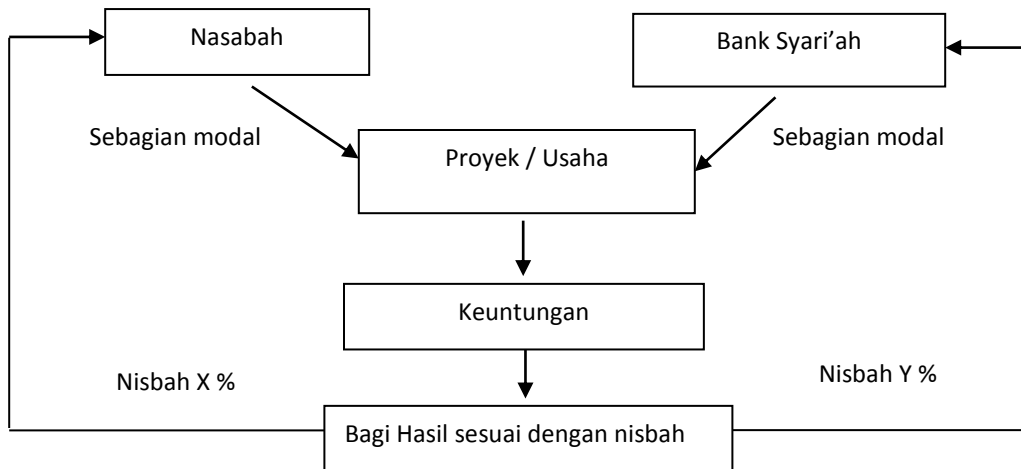 Nasabah
Bank Syari’ah
Sebagian modal
Sebagian modal
Proyek / Usaha
Keuntungan
Nisbah X %
Nisbah Y %
Bagi Hasil sesuai dengan nisbah